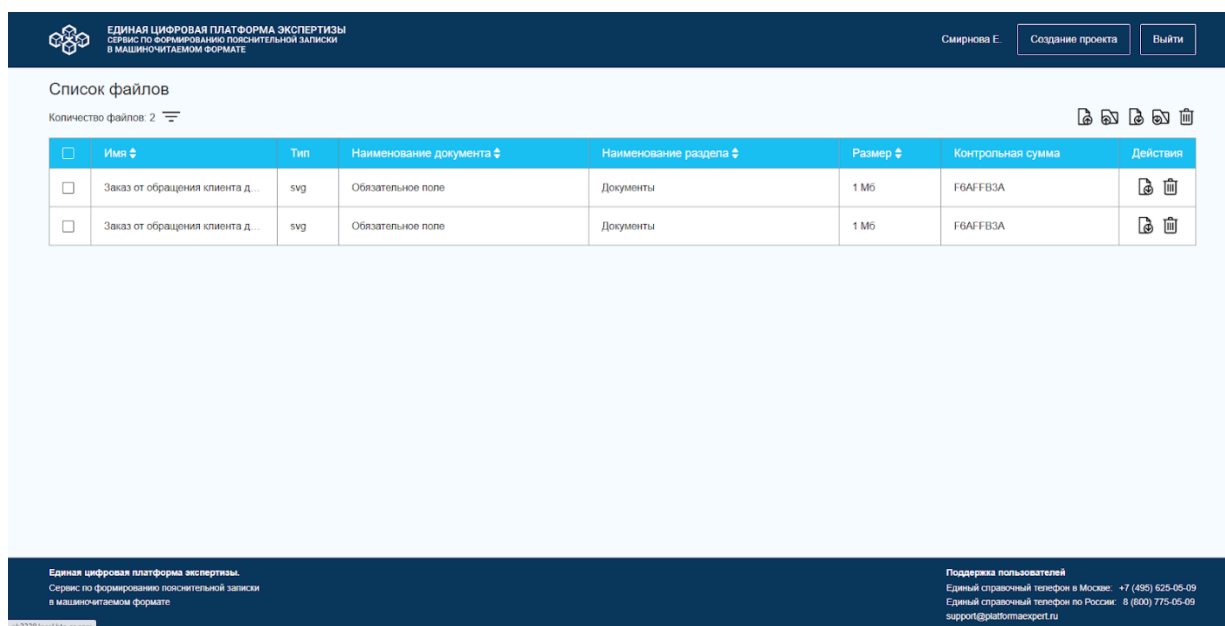 ЕДИНАЯ ЦИФРОВАЯ ПЛАТФОРМА ЭКСПЕРТИЗЫ
СЕРВИС ПО ФОРМИРОВАНИЮ ПОЯСНИТЕЛЬНОЙ ЗАПИСКИ
В МАШИНОЧИТАЕМОМ ФОРМАТЕ
Смирнова Е. Создание проекта Выйти
Список файлов
Количество файлов: 2
Имя Тип Наименование документа Наименование раздела Размер Контрольная сумма Действия
Заказ от обращения клиента д... svg Обязательное поле Документы 1 Мб F6AFFB3A
Заказ от обращения клиента д... svg Обязательное поле Документы 1 Мб F6AFFB3A
Единая цифровая платформа экспертизы.
Сервис по формированию пояснительной записки
в машиночитаемом формате
Поддержка пользователей
Единый справочный телефон в Москве: +7 (495) 625-05-09
Единый справочный телефон по России: 8 (800) 775-05-09
support@platformaexpert.ru